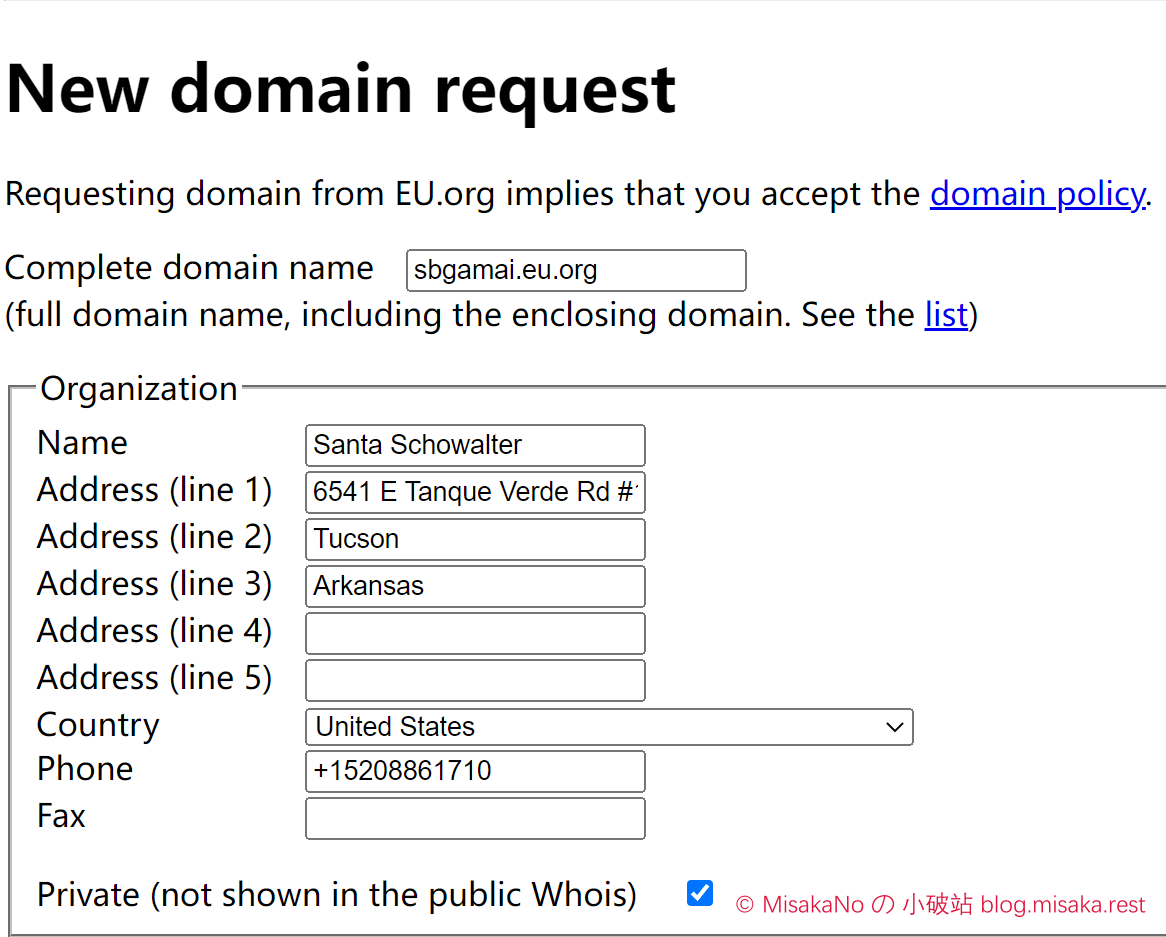 New domain request
Requesting domain from EU.org implies that you accept the domain policy.
Complete domain name sbgamai.eu.org
(full domain name, including the enclosing domain. See the list)
Organization
Name Santa Schowalter
Address (line 1) 6541 E Tanque Verde Rd #
Address (line 2) Tucson
Address (line 3) Arkansas
Address (line 4)
Address (line 5)
Country United States
Phone +15208861710
Fax
Private (not shown in the public Whois)
© MisakaNo の 小破站 blog.misaka.rest